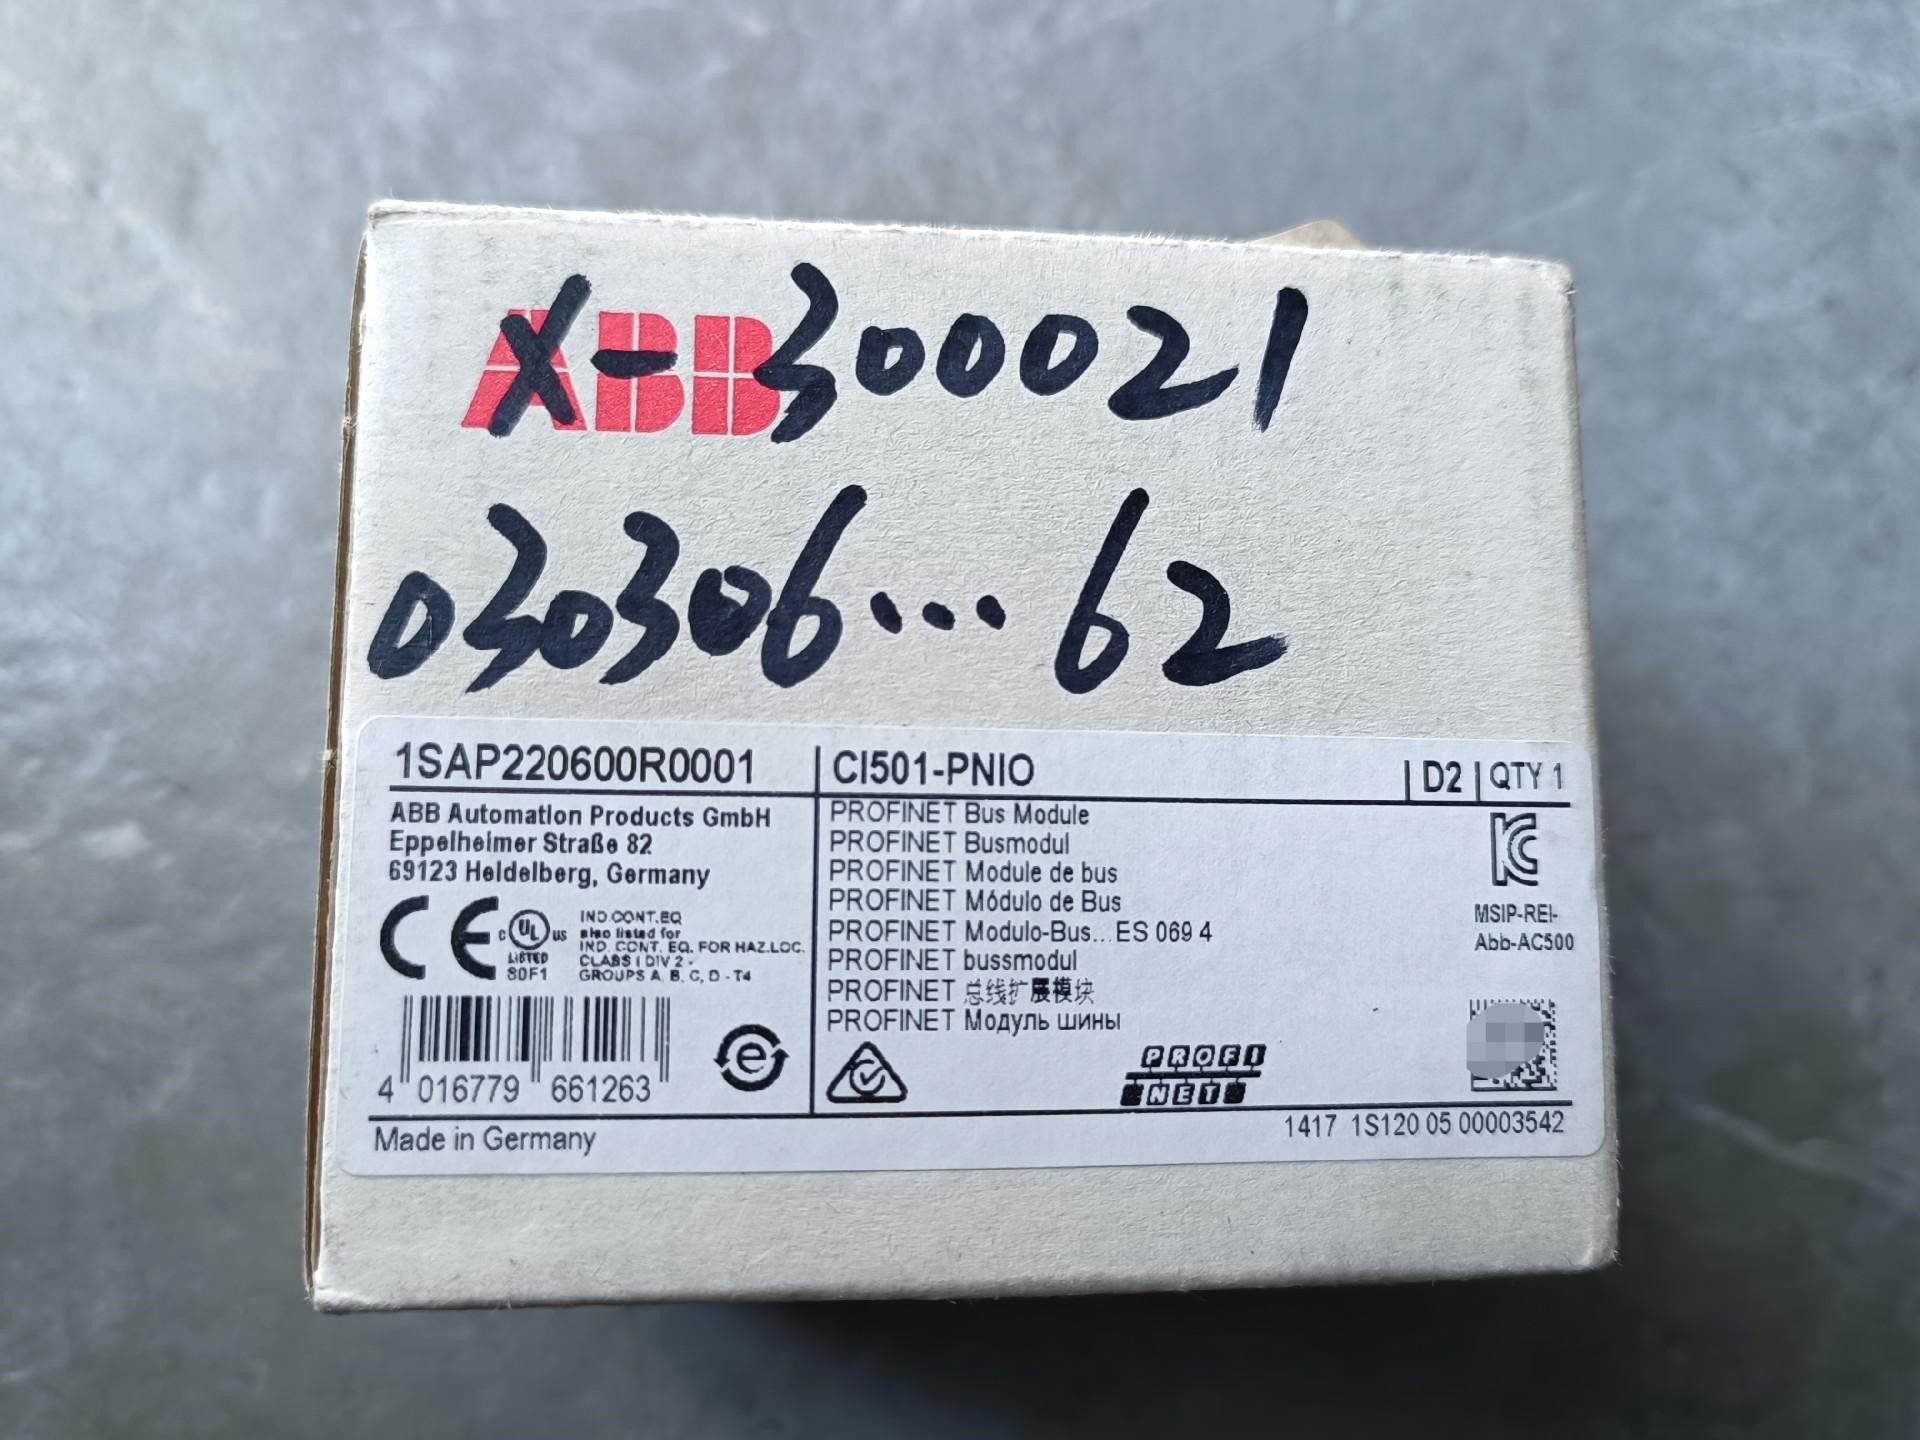 ABB
X-300021
030306...62
1SAP220600R0001
CI501-PNIO
D2
QTY 1
ABB Automation Products GmbH
Eppelheimer Straße 82
69123 Heidelberg, Germany
CE
c UL us
LISTED
80F1
IND.CONT.EQ
also listed for
IND. CONT. EQ. FOR HAZ.LOC.
CLASS I DIV 2 -
GROUPS A, B, C, D - T4
4 016779 661263
e
PROFINET Bus Module
PROFINET Busmodul
PROFINET Module de bus
PROFINET Módulo de Bus
PROFINET Modulo-Bus...ES 069 4
PROFINET bussmodul
PROFINET 总线扩展模块
PROFINET Модуль шины
PROFI
NET
KC
MSIP-REI-
Abb-AC500
Made in Germany
1417 1S120 05 00003542